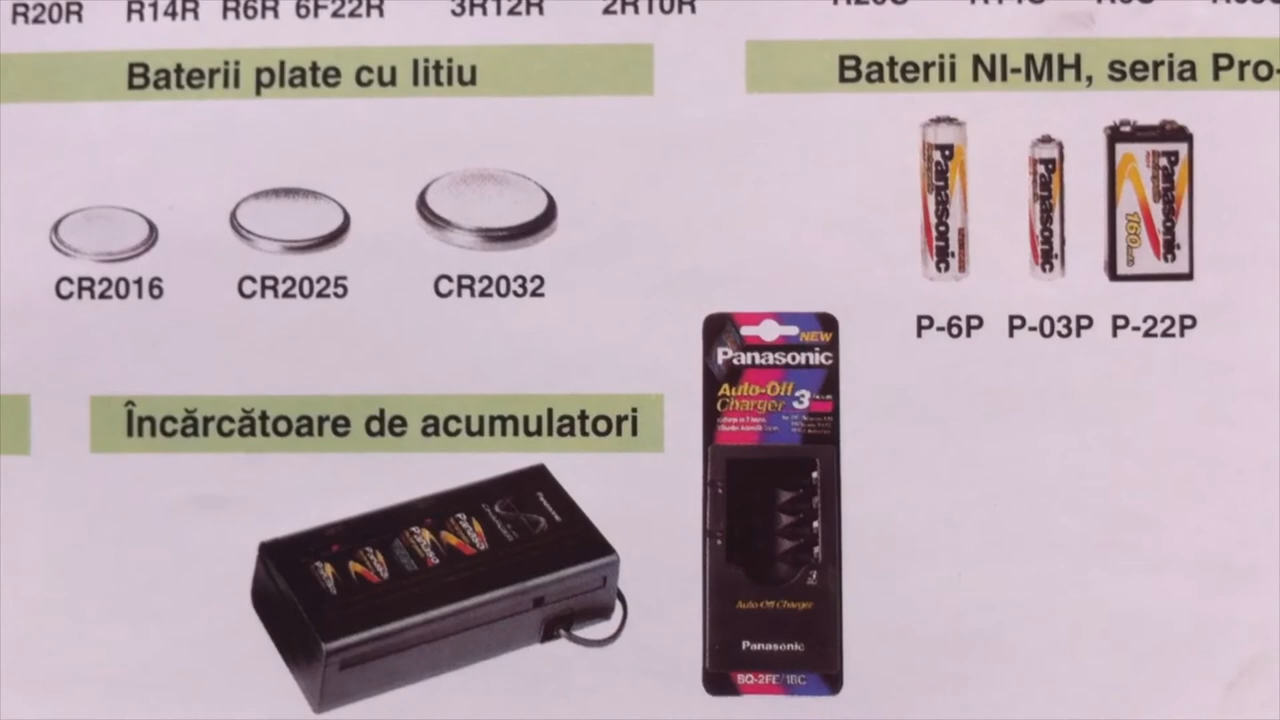 R20R R14R R6R 6F22R 3R12R 2R10R
Baterii plate cu litiu
Baterii NI-MH, seria Pro-
CR2016 CR2025 CR2032
Panasonic
Panasonic
Panasonic
160
P-6P P-03P P-22P
Încărcătoare de acumulatori
NEW
Panasonic
Auto-Off
Charger 3
Auto-Off Charger
Panasonic
BQ-2FE/1BC